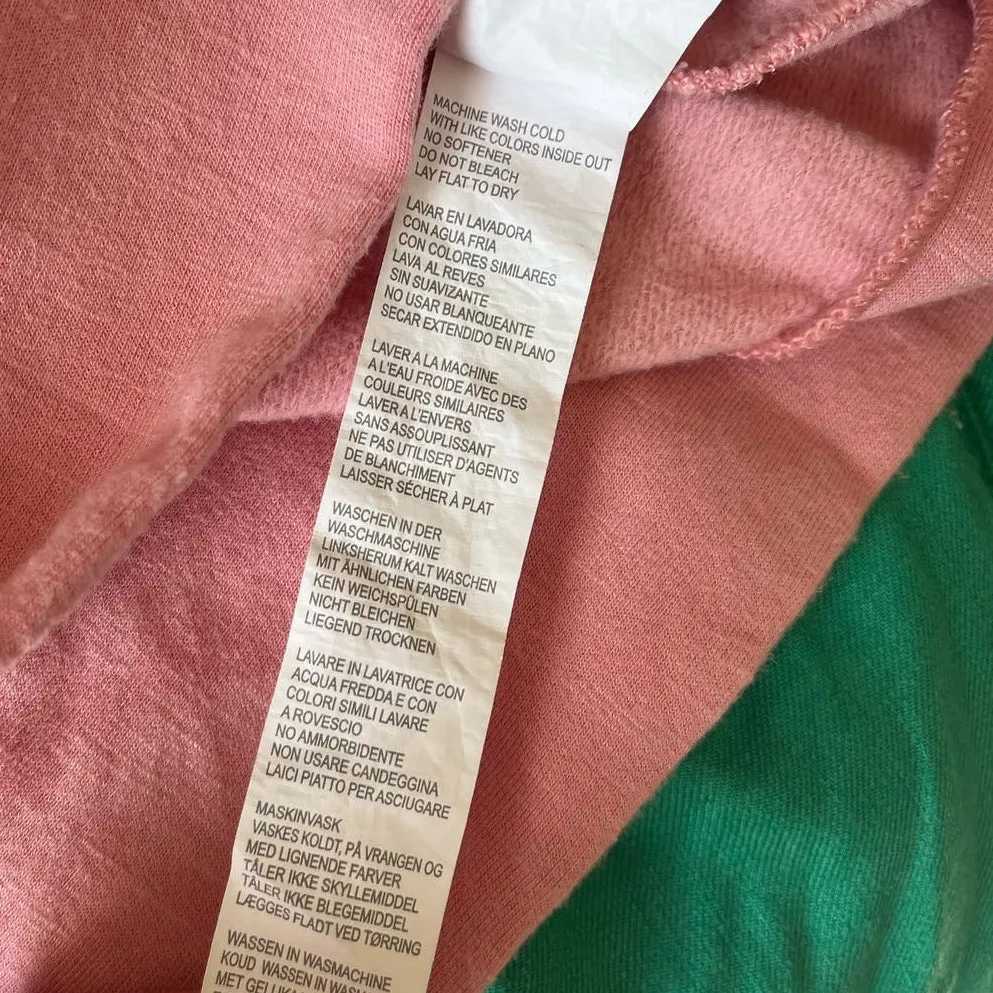 MACHINE WASH COLD
WITH LIKE COLORS INSIDE OUT
NO SOFTENER
DO NOT BLEACH
LAY FLAT TO DRY
LAVAR EN LAVADORA
CON AGUA FRIA
CON COLORES SIMILARES
LAVA AL REVES
SIN SUAVIZANTE
NO USAR BLANQUEANTE
SECAR EXTENDIDO EN PLANO
LAVER A LA MACHINE
A L'EAU FROIDE AVEC DES
COULEURS SIMILAIRES
LAVER A L'ENVERS
SANS ASSOUPLISSANT
NE PAS UTILISER D'AGENTS
DE BLANCHIMENT
LAISSER SÉCHER À PLAT
WASCHEN IN DER
WASCHMASCHINE
LINKSHERUM KALT WASCHEN
MIT ÄHNLICHEN FARBEN
KEIN WEICHSPÜLEN
NICHT BLEICHEN
LIEGEND TROCKNEN
LAVARE IN LAVATRICE CON
ACQUA FREDDA E CON
COLORI SIMILI LAVARE
A ROVESCIO
NO AMMORBIDENTE
NON USARE CANDEGGINA
LAICI PIATTO PER ASCIUGARE
MASKINVASK
VASKES KOLDT, PÅ VRANGEN OG
MED LIGNENDE FARVER
TÅLER IKKE SKYLLEMIDDEL
TÅLER IKKE BLEGEMIDDEL
LÆGGES FLADT VED TØRRING
WASSEN IN WASMACHINE
KOUD WASSEN IN
MET